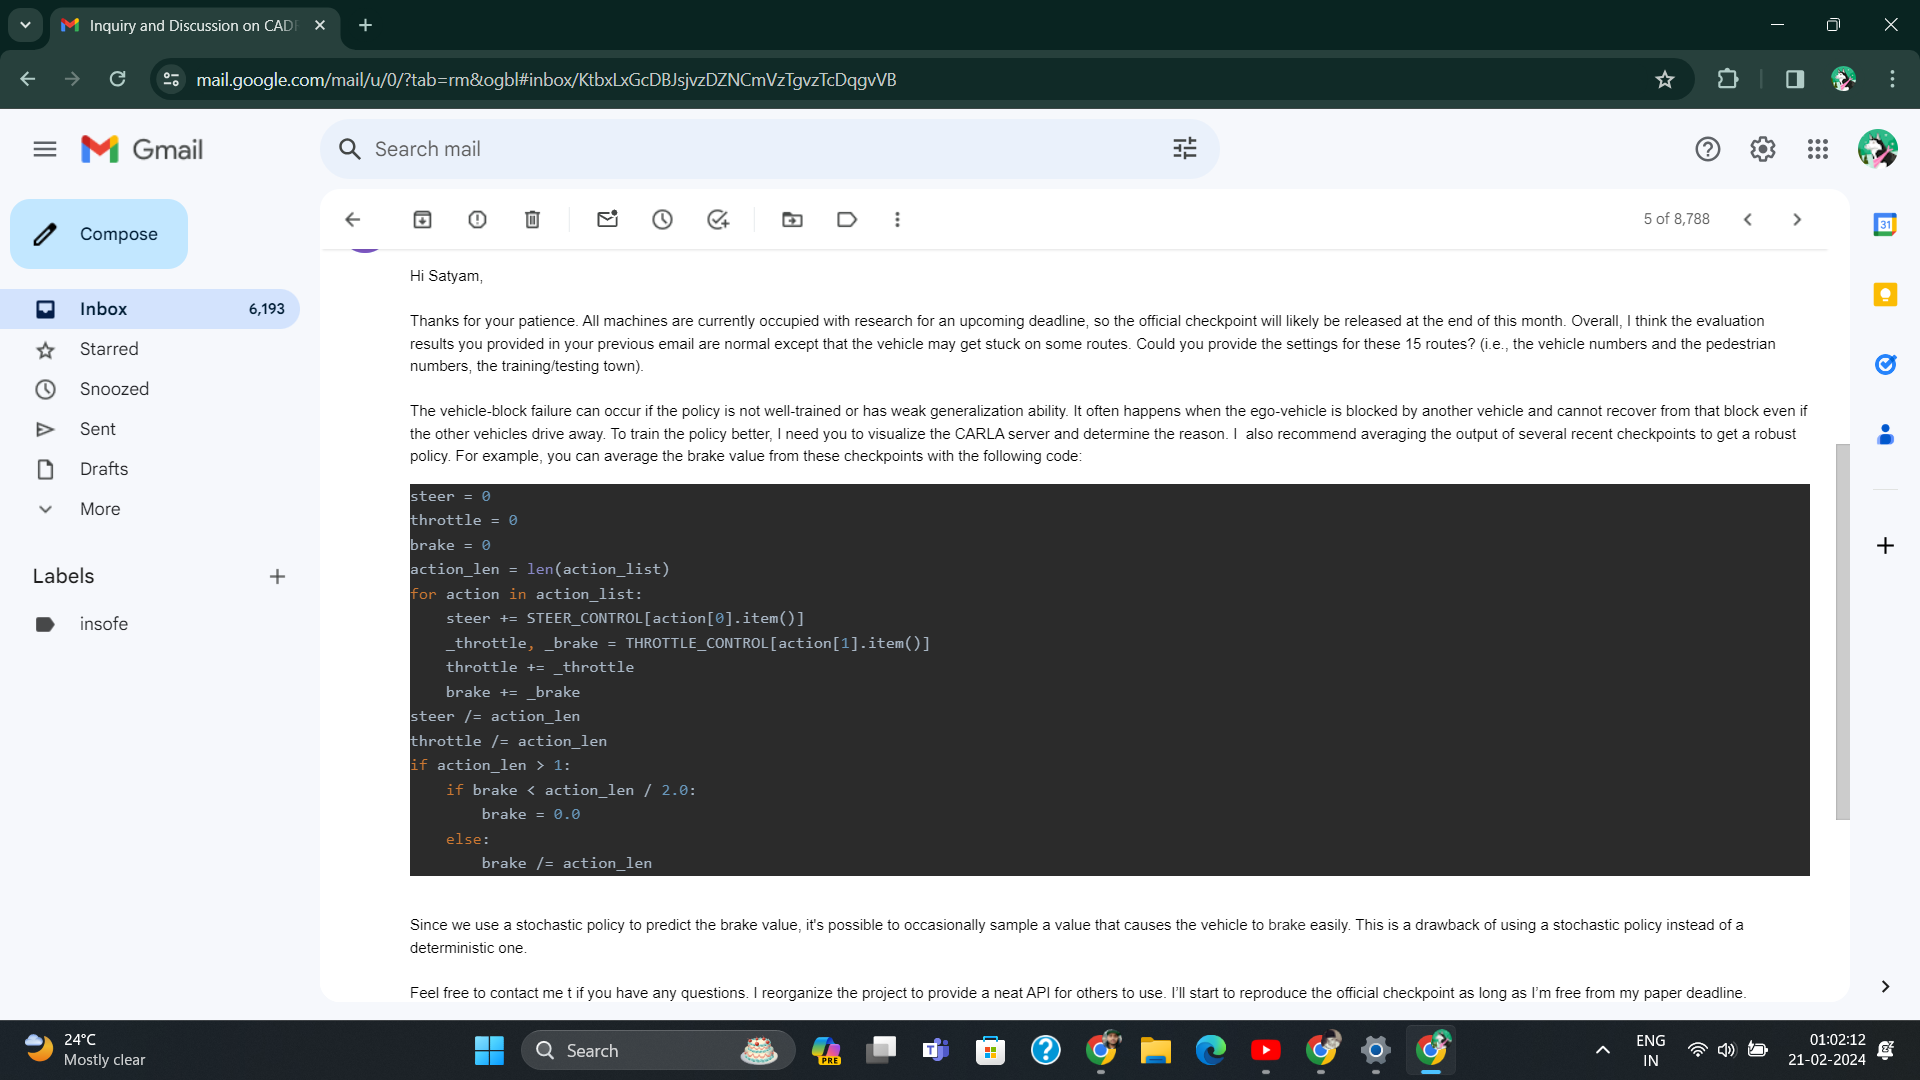 Inquiry and Discussion on CAD
mail.google.com/mail/u/0/?tab=rm&ogbl#inbox/KtbxLxGcDBJsjvzDZNCmVzTgvzTcDqgvVB
Gmail
Search mail
Compose
5 of 8,788
31
Inbox 6,193
Starred
Snoozed
Sent
Drafts
More
Labels
insofe
Hi Satyam,
Thanks for your patience. All machines are currently occupied with research for an upcoming deadline, so the official checkpoint will likely be released at the end of this month. Overall, I think the evaluation
results you provided in your previous email are normal except that the vehicle may get stuck on some routes. Could you provide the settings for these 15 routes? (i.e., the vehicle numbers and the pedestrian
numbers, the training/testing town).
The vehicle-block failure can occur if the policy is not well-trained or has weak generalization ability. It often happens when the ego-vehicle is blocked by another vehicle and cannot recover from that block even if
the other vehicles drive away. To train the policy better, I need you to visualize the CARLA server and determine the reason. I  also recommend averaging the output of several recent checkpoints to get a robust
policy. For example, you can average the brake value from these checkpoints with the following code:
steer = 0
throttle = 0
brake = 0
action_len = len(action_list)
for action in action_list:
    steer += STEER_CONTROL[action[0].item()]
    _throttle, _brake = THROTTLE_CONTROL[action[1].item()]
    throttle += _throttle
    brake += _brake
steer /= action_len
throttle /= action_len
if action_len > 1:
    if brake < action_len / 2.0:
        brake = 0.0
    else:
        brake /= action_len
Since we use a stochastic policy to predict the brake value, it's possible to occasionally sample a value that causes the vehicle to brake easily. This is a drawback of using a stochastic policy instead of a
deterministic one.
Feel free to contact me t if you have any questions. I reorganize the project to provide a neat API for others to use. I'll start to reproduce the official checkpoint as long as I'm free from my paper deadline.
24°C
Mostly clear
Search
PRE
ENG
IN
01:02:12
21-02-2024